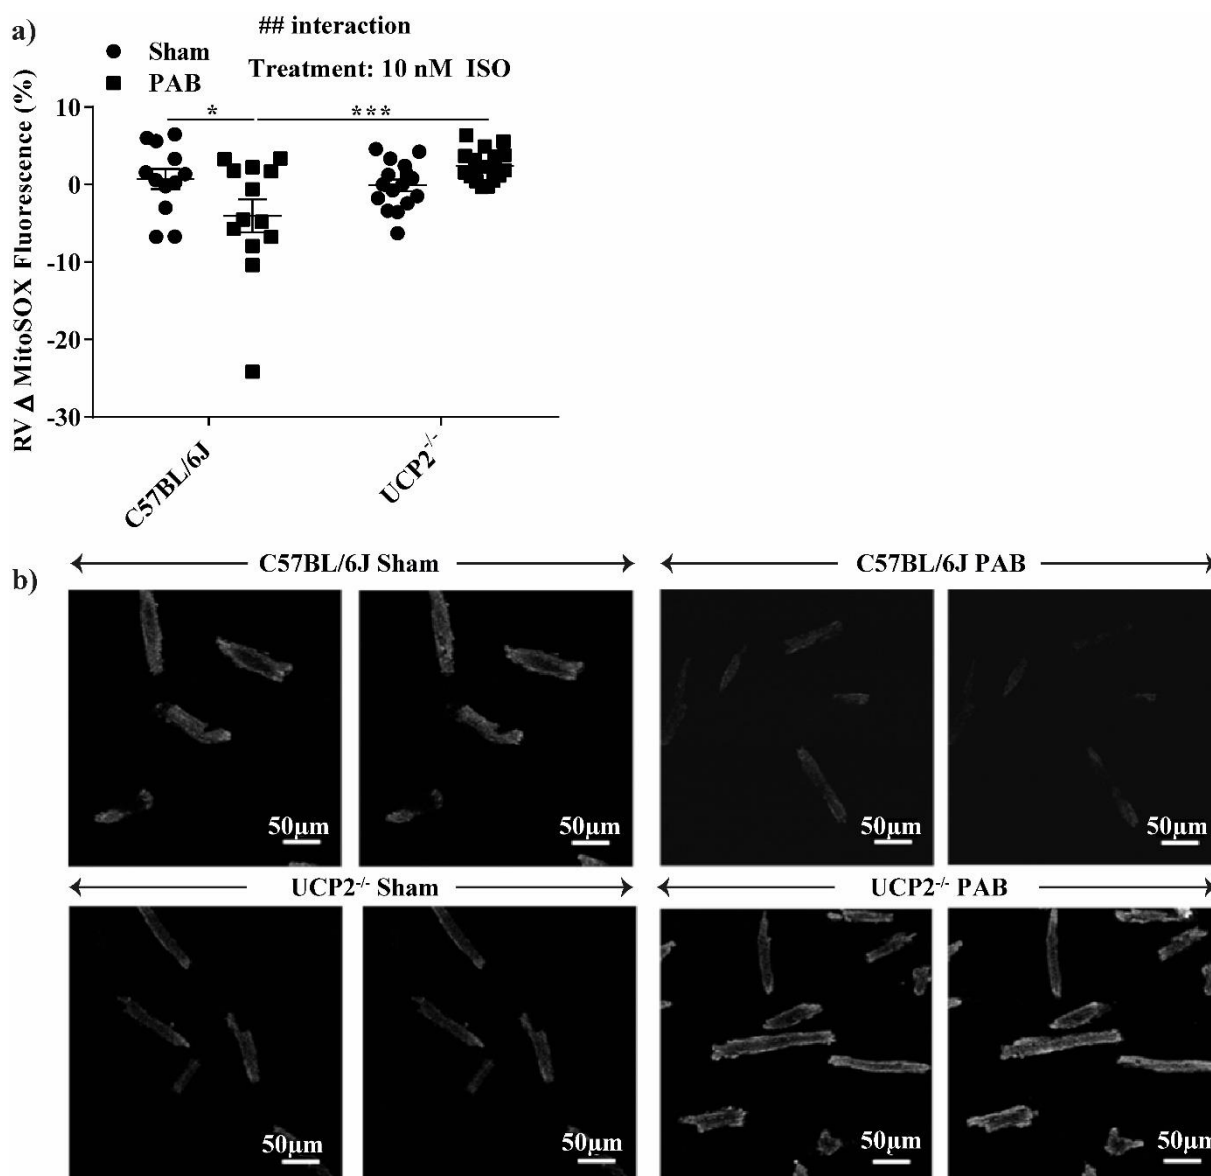 a)
## interaction
Sham
Treatment: 10 nM ISO
PAB
RV Δ MitoSOX Fluorescence (%)
10
0
-10
-20
-30
*
***
C57BL/6J
UCP2-/-
b)
C57BL/6J Sham
C57BL/6J PAB
50µm
50µm
50µm
50µm
UCP2-/- Sham
UCP2-/- PAB
50µm
50µm
50µm
50µm